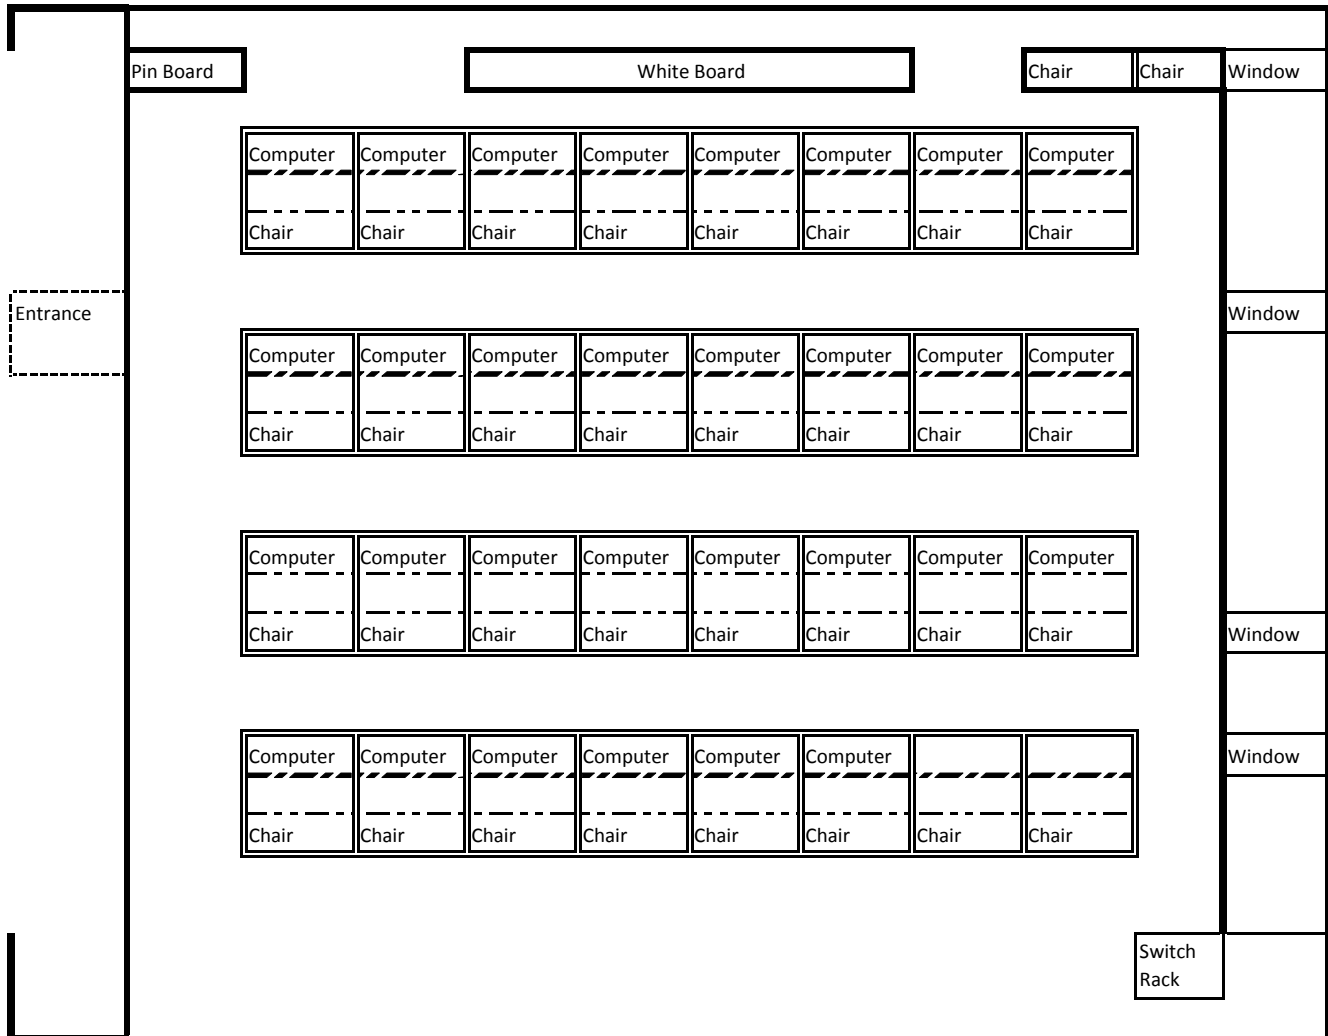 Pin Board White Board Chair Chair Window
Computer Computer Computer Computer Computer Computer Computer Computer
Chair Chair Chair Chair Chair Chair Chair Chair
Entrance Window
Computer Computer Computer Computer Computer Computer Computer Computer
Chair Chair Chair Chair Chair Chair Chair Chair
Computer Computer Computer Computer Computer Computer Computer Computer
Chair Chair Chair Chair Chair Chair Chair Chair Window
Computer Computer Computer Computer Computer Computer Window
Chair Chair Chair Chair Chair Chair Chair Chair
Switch
Rack